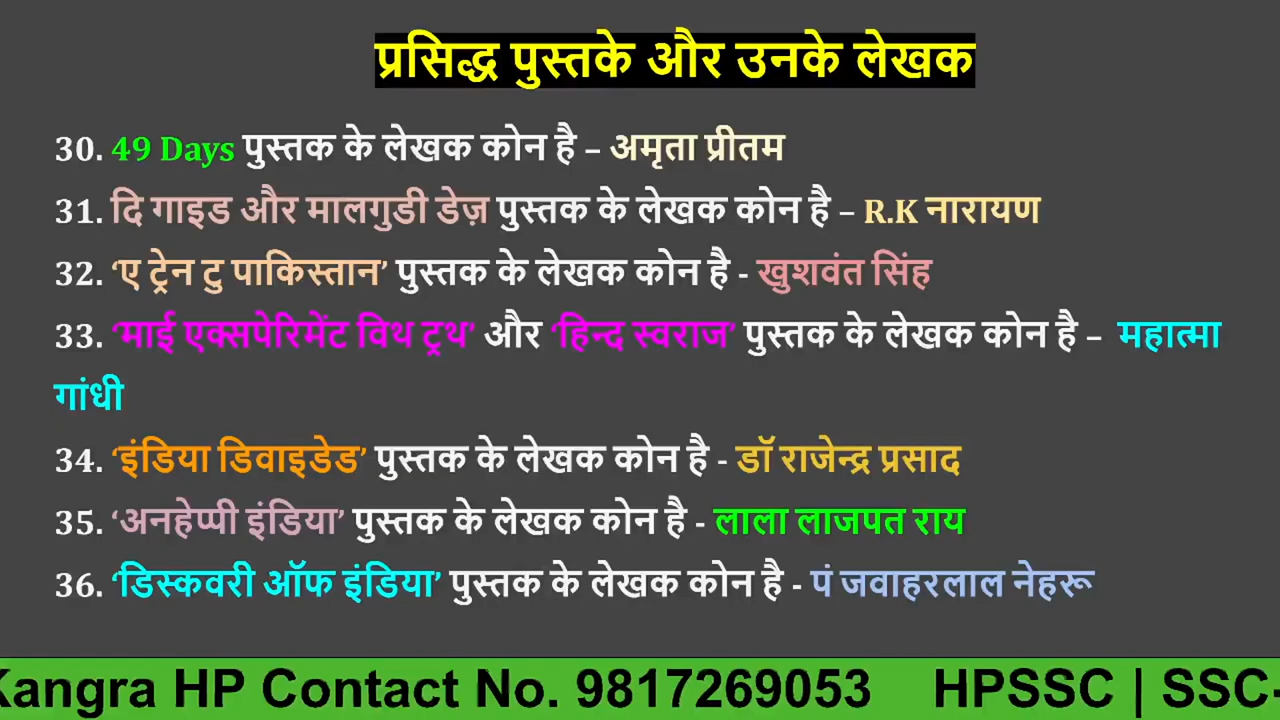 प्रसिद्ध पुस्तके और उनके लेखक
30. 49 Days पुस्तक के लेखक कोन है – अमृता प्रीतम
31. दि गाइड और मालगुडी डेज़ पुस्तक के लेखक कोन है – R.K नारायण
32. ‘ए ट्रेन टु पाकिस्तान’ पुस्तक के लेखक कोन है - खुशवंत सिंह
33. ‘माई एक्सपेरिमेंट विथ ट्रथ’ और ‘हिन्द स्वराज’ पुस्तक के लेखक कोन है – महात्मा
गांधी
34. ‘इंडिया डिवाइडेड’ पुस्तक के लेखक कोन है - डॉ राजेन्द्र प्रसाद
35. ‘अनहेप्पी इंडिया’ पुस्तक के लेखक कोन है - लाला लाजपत राय
36. ‘डिस्कवरी ऑफ इंडिया’ पुस्तक के लेखक कोन है - पं जवाहरलाल नेहरू
Kangra HP Contact No. 9817269053 HPSSC | SSC-